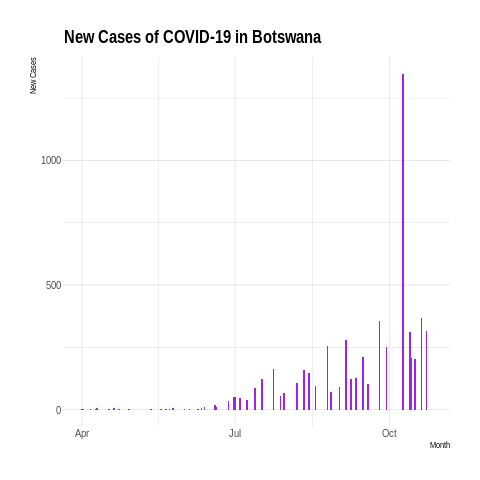 New Cases of COVID-19 in Botswana
New Cases
1000
500
0
Apr Jul Oct
Month